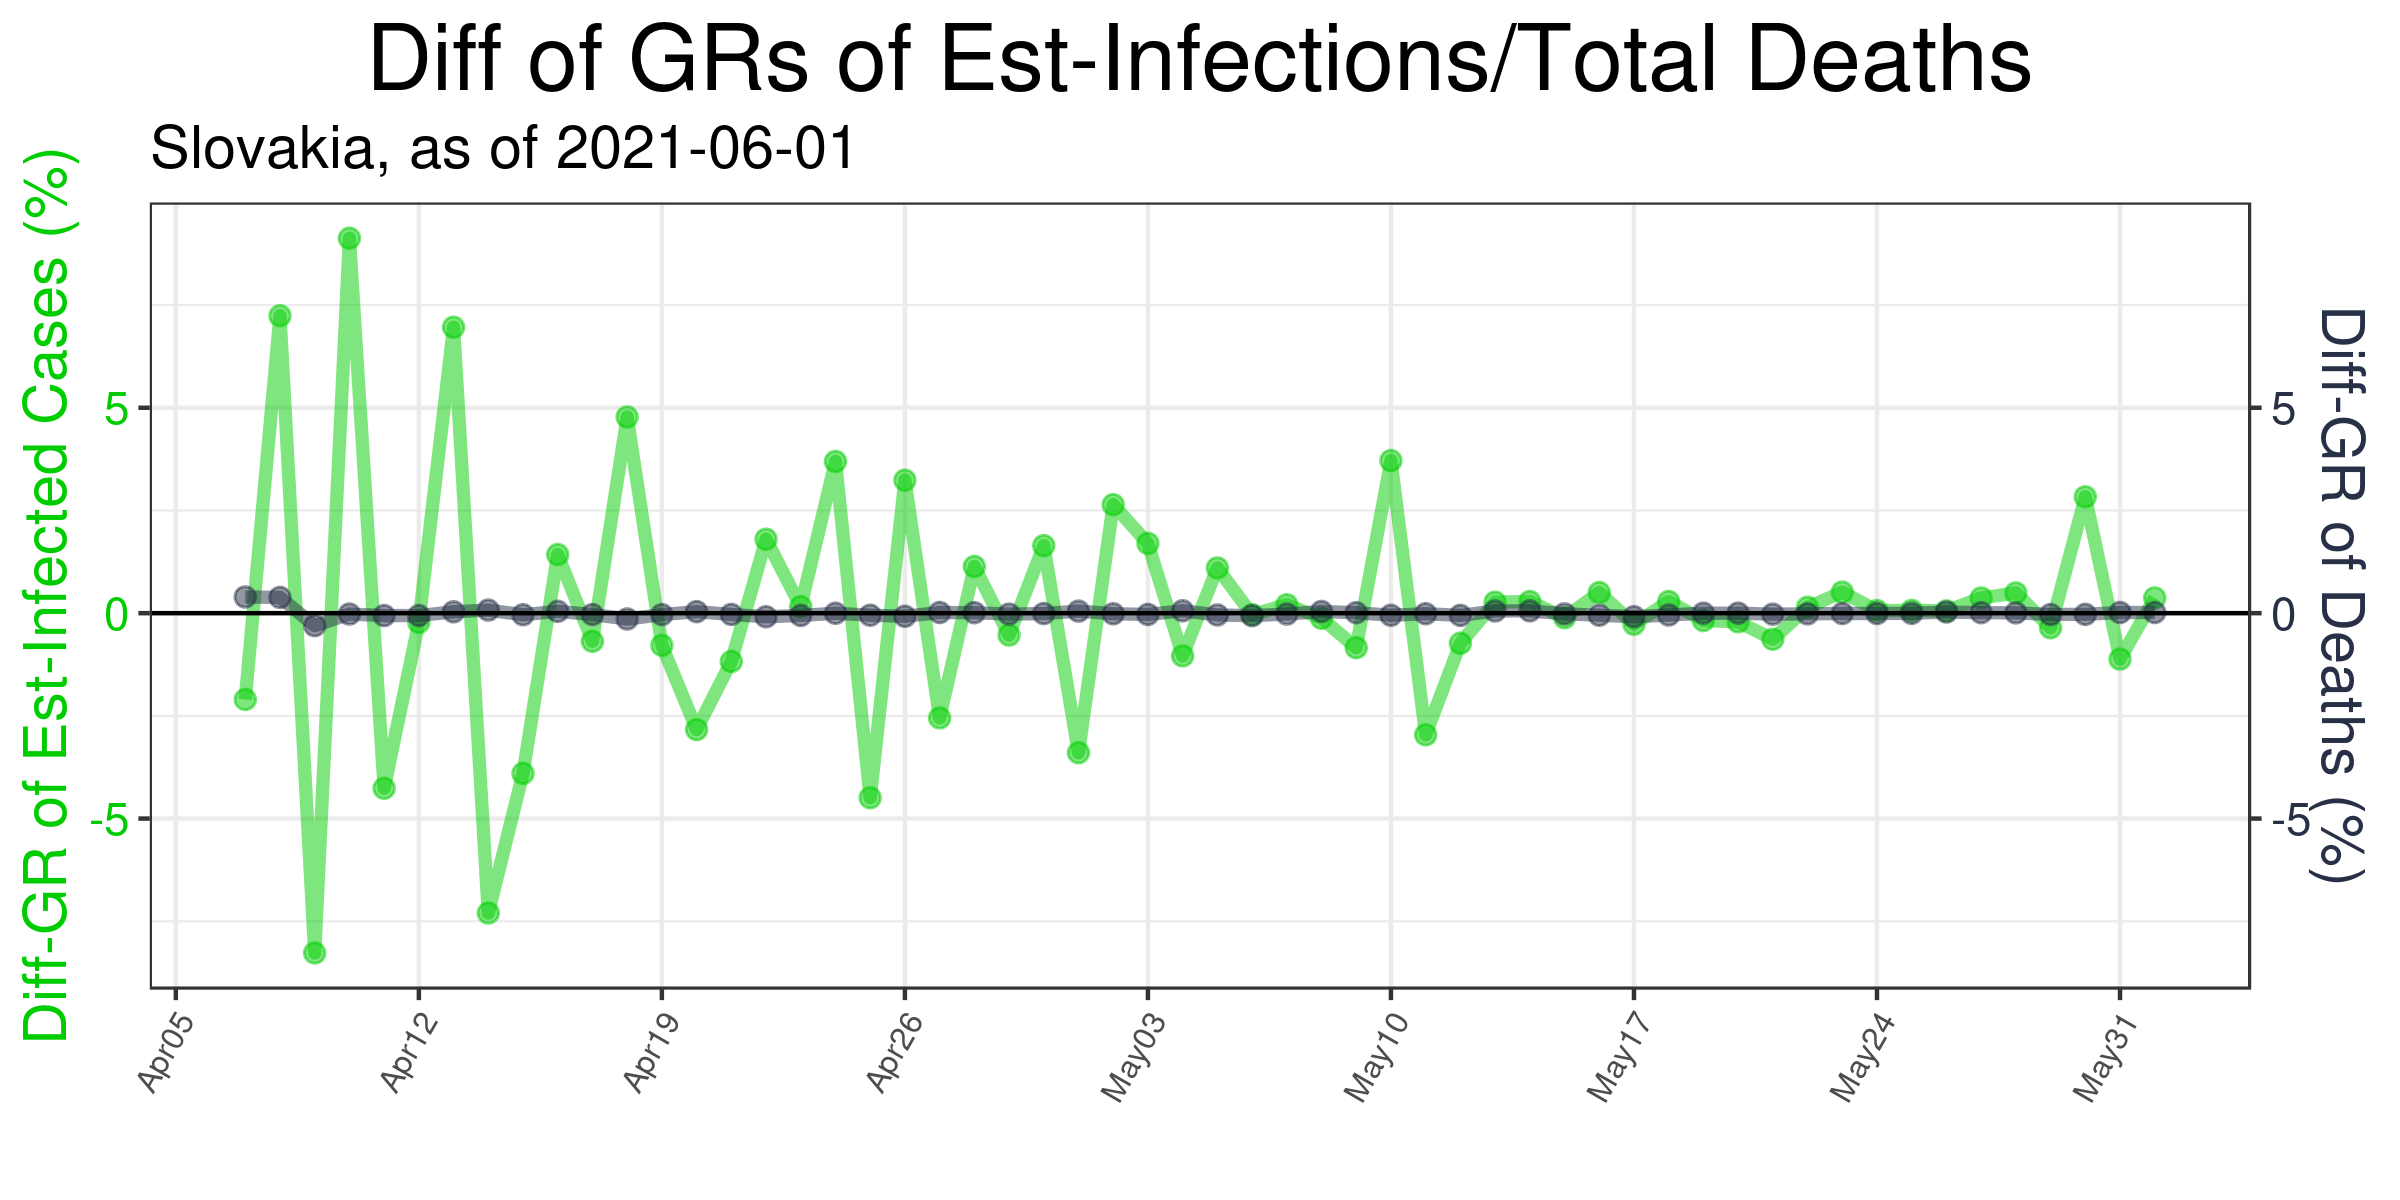 Diff of GRs of Est-Infections/Total Deaths
Slovakia, as of 2021-06-01
Diff-GR of Est-Infected Cases (%)
5
0
-5
5
0
-5
Diff-GR of Deaths (%)
Apr05
Apr12
Apr19
Apr26
May03
May10
May17
May24
May31